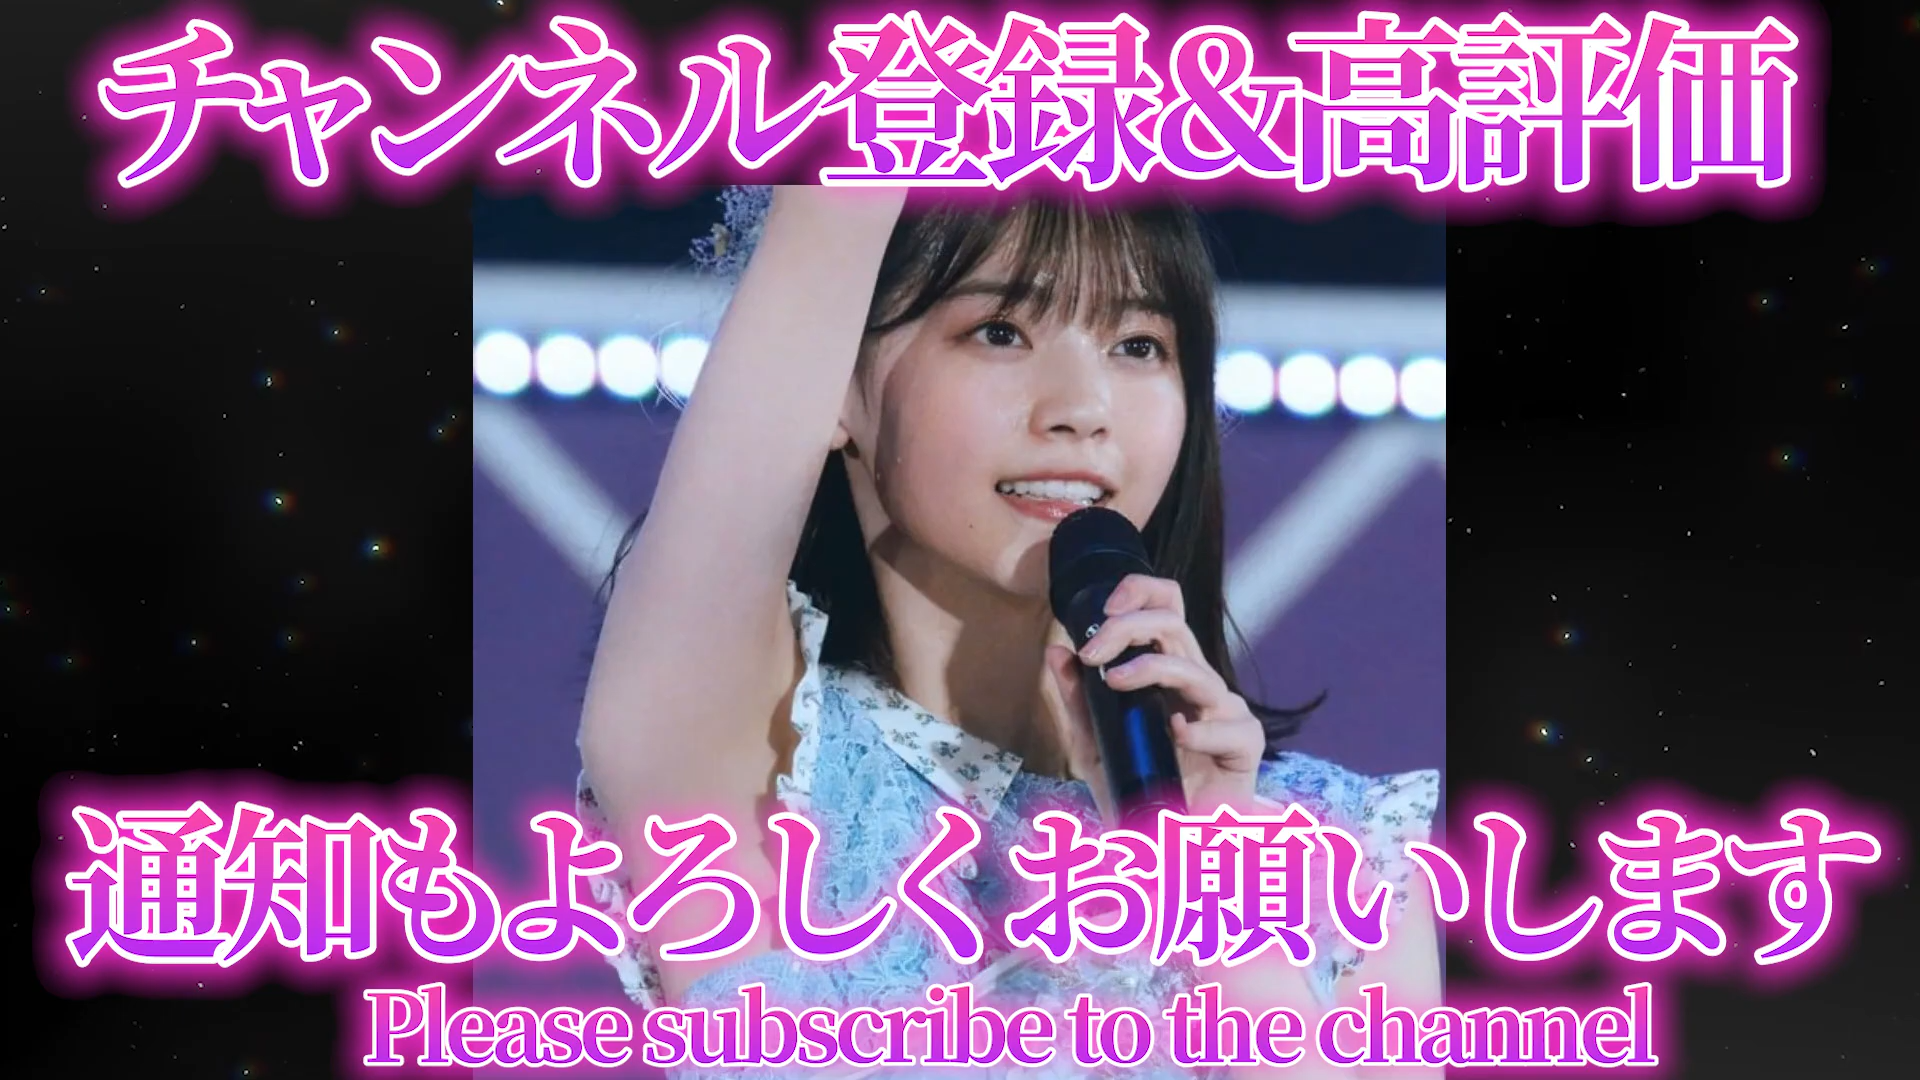 チャンネル登録&高評価
通知もよろしくお願いします
Please subscribe to the channel